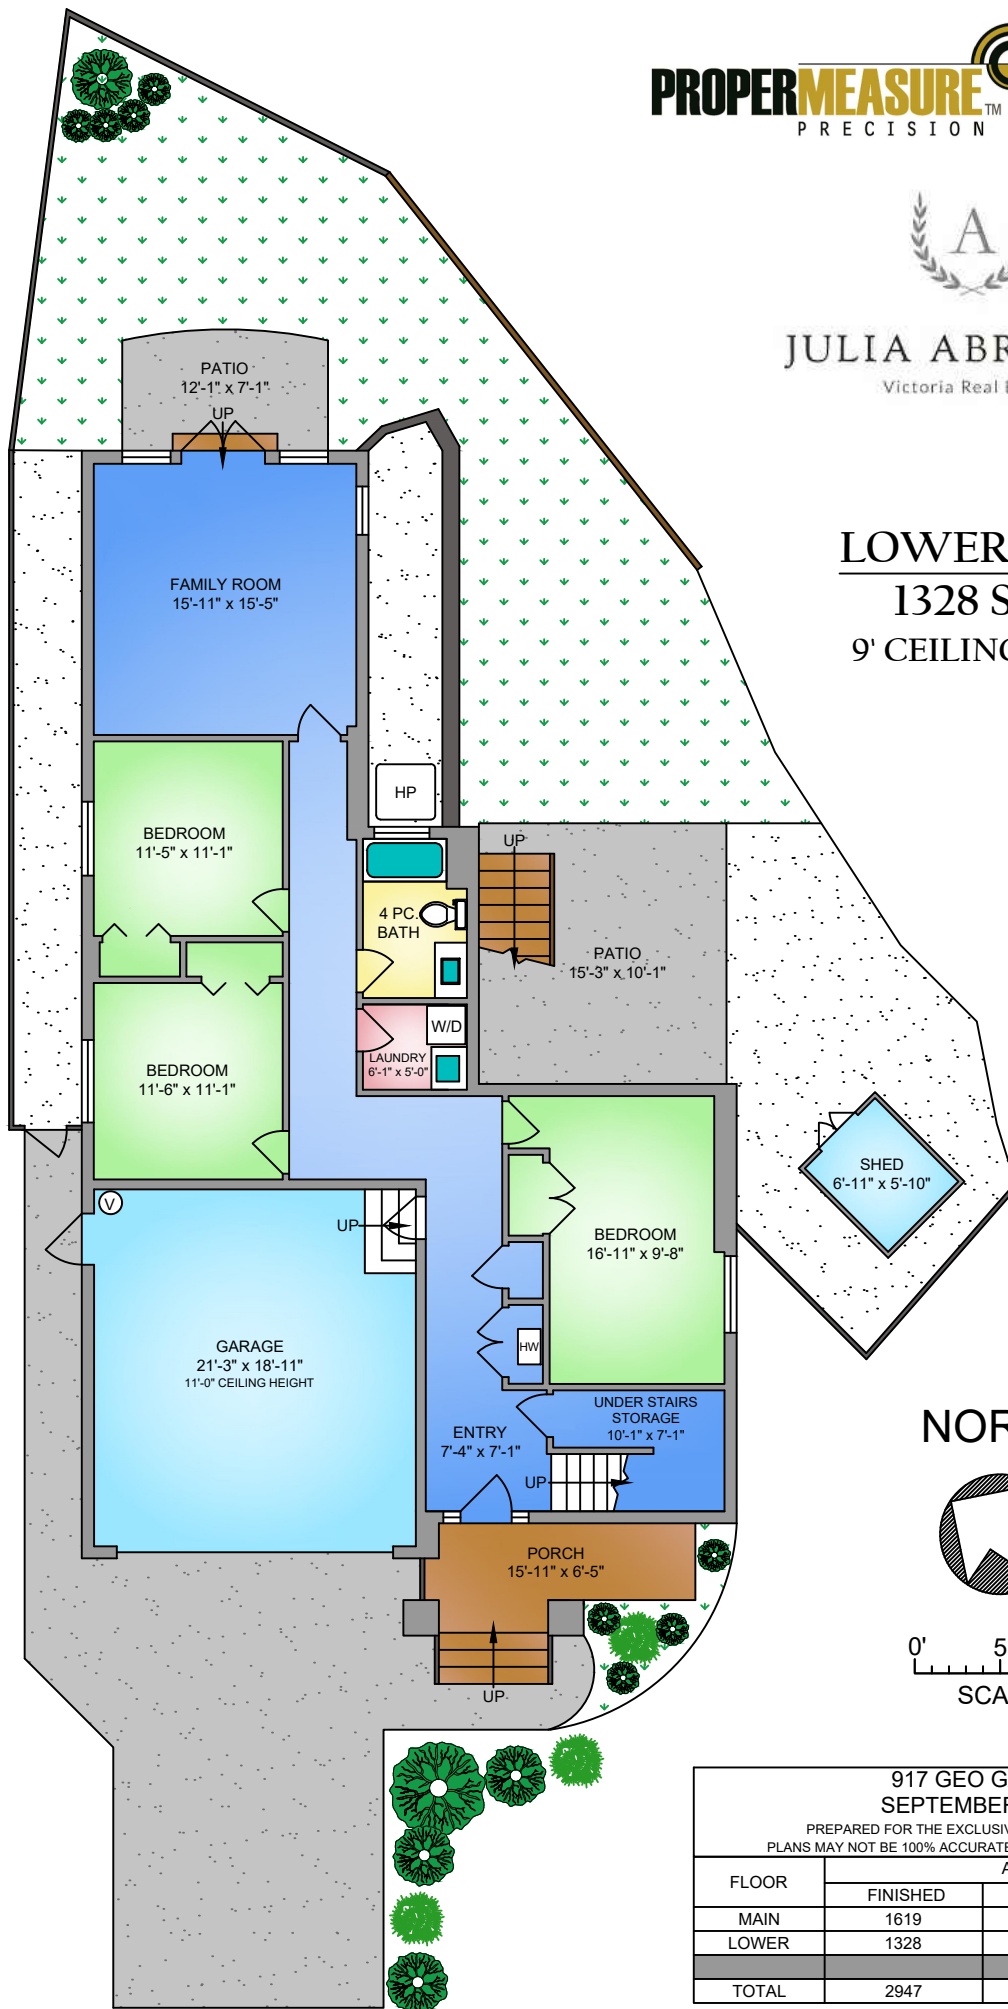 PROPERMEASURE™
PRECISION
A
JULIA ABR
Victoria Real
LOWER
1328 S
9' CEILING
PATIO
12'-1" x 7'-1"
UP
FAMILY ROOM
15'-11" x 15'-5"
HP
BEDROOM
11'-5" x 11'-1"
4 PC.
BATH
UP
PATIO
15'-3" x 10'-1"
BEDROOM
11'-6" x 11'-1"
W/D
LAUNDRY
6'-1" x 5'-0"
SHED
6'-11" x 5'-10"
V
UP
BEDROOM
16'-11" x 9'-8"
GARAGE
21'-3" x 18'-11"
11'-0" CEILING HEIGHT
HW
UNDER STAIRS
STORAGE
10'-1" x 7'-1"
ENTRY
7'-4" x 7'-1"
UP
PORCH
15'-11" x 6'-5"
UP
NOR
0' 5
SCA
917 GEO G
SEPTEMBER
PREPARED FOR THE EXCLUSIV
PLANS MAY NOT BE 100% ACCURATE
FLOOR A
FINISHED
MAIN 1619
LOWER 1328
TOTAL 2947